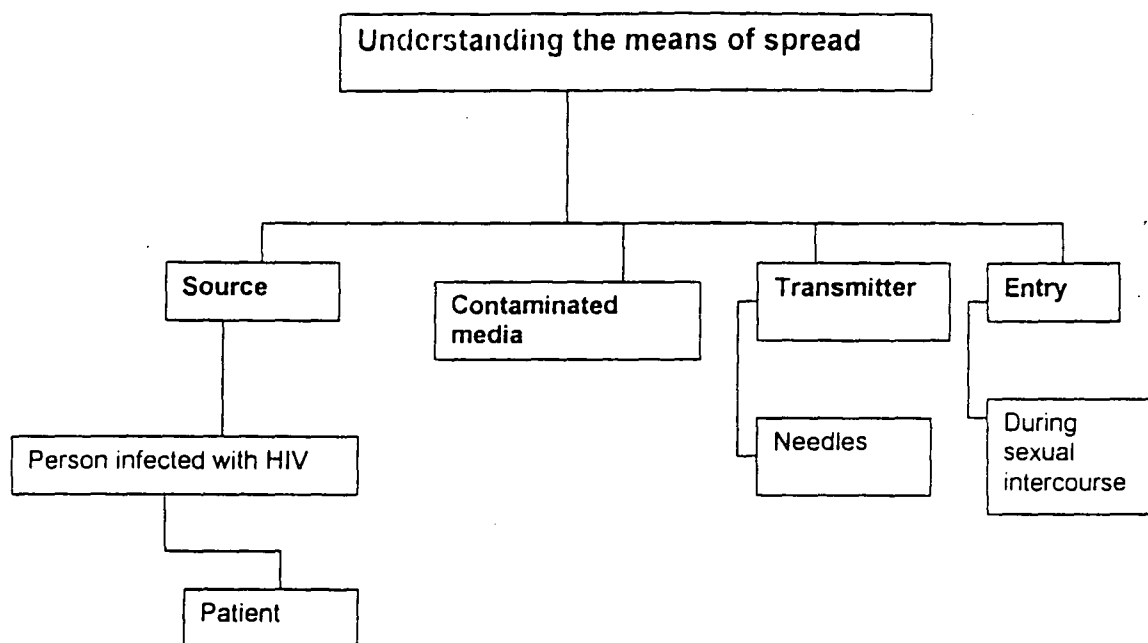 Understanding the means of spread
Source
Contaminated
media
Transmitter
Entry
Person infected with HIV
Needles
During
sexual
intercourse
Patient